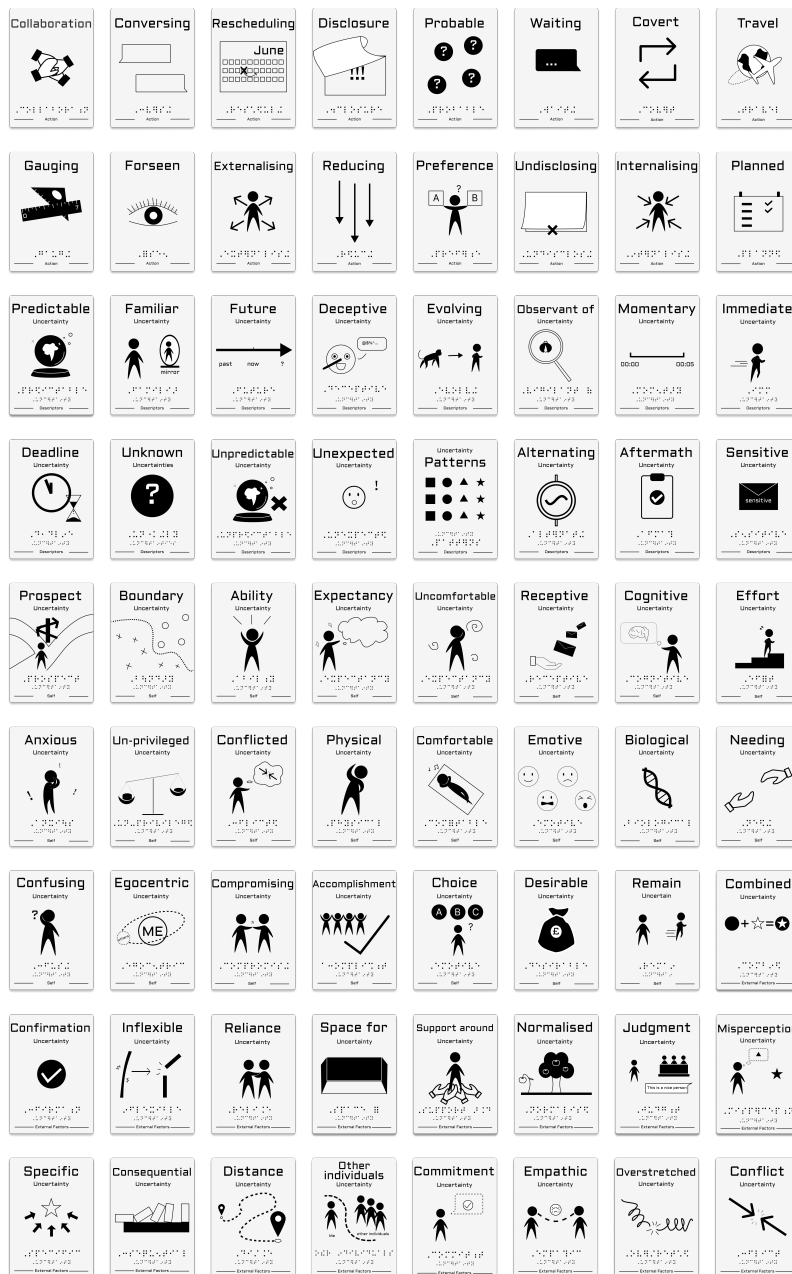 Collaboration
Action
Conversing
Action
Rescheduling
June
Action
Disclosure
!!!
Action
Probable
? ? ? ?
Action
Waiting
...
Action
Covert
Action
Travel
Action
Gauging
0 7
Action
Forseen
Action
Externalising
Action
Reducing
Action
Preference
?
A B
Action
Undisclosing
Action
Internalising
Action
Planned
Action
Predictable
Uncertainty
Descriptors
Familiar
Uncertainty
mirror
Descriptors
Future
Uncertainty
past now ?
Descriptors
Deceptive
Uncertainty
Descriptors
Evolving
Uncertainty
Descriptors
Observant of
Uncertainty
Descriptors
Momentary
Uncertainty
00:00 00:05
Descriptors
Immediate
Uncertainty
Descriptors
Deadline
Uncertainty
Descriptors
Unknown
Uncertainties
?
Descriptors
Unpredictable
Uncertainty
Descriptors
Unexpected
Uncertainty
!
Descriptors
Uncertainty
Patterns
Descriptors
Alternating
Uncertainty
Descriptors
Aftermath
Uncertainty
Descriptors
Sensitive
Uncertainty
sensitive
Descriptors
Prospect
Uncertainty
Self
Boundary
Uncertainty
Self
Ability
Uncertainty
Self
Expectancy
Uncertainty
Self
Uncomfortable
Uncertainty
Self
Receptive
Uncertainty
Self
Cognitive
Uncertainty
Self
Effort
Uncertainty
Self
Anxious
Uncertainty
Self
Un-privileged
Uncertainty
Self
Conflicted
Uncertainty
Self
Physical
Uncertainty
Self
Comfortable
Uncertainty
Self
Emotive
Uncertainty
Self
Biological
Uncertainty
Self
Needing
Uncertainty
Self
Confusing
Uncertainty
?
Self
Egocentric
Uncertainty
ME
Self
Compromising
Uncertainty
Self
Accomplishment
Uncertainty
Self
Choice
Uncertainty
A B C
?
Self
Desirable
Uncertainty
£
Self
Remain
Uncertain
Self
Combined
Uncertainty
+ =
External Factors
Confirmation
Uncertainty
External Factors
Inflexible
Uncertainty
External Factors
Reliance
Uncertainty
External Factors
Space for
Uncertainty
External Factors
Support around
Uncertainty
External Factors
Normalised
Uncertainty
External Factors
Judgment
Uncertainty
This is a nice person
External Factors
Misperceptio
Uncertainty
External Factors
Specific
Uncertainty
External Factors
Consequential
Uncertainty
External Factors
Distance
Uncertainty
External Factors
Other
individuals
Uncertainty
Me
other individuals
External Factors
Commitment
Uncertainty
External Factors
Empathic
Uncertainty
External Factors
Overstretched
Uncertainty
External Factors
Conflict
Uncertainty
External Factors